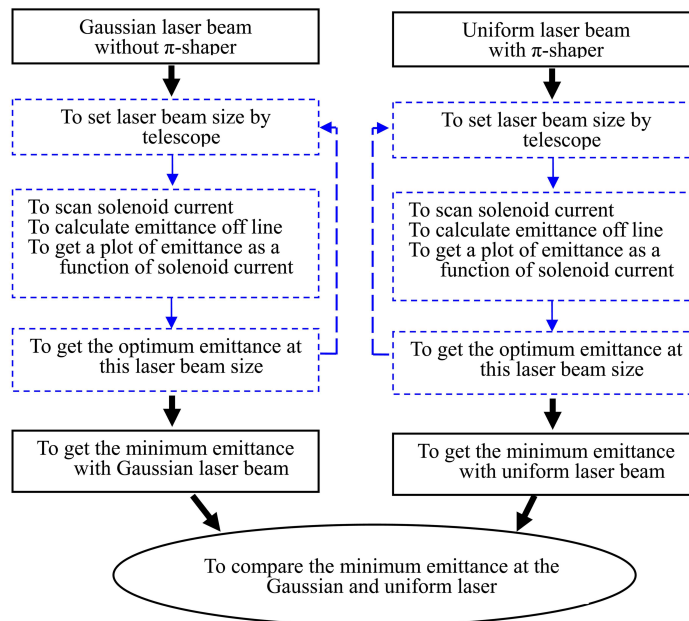 Gaussian laser beam
without π-shaper
To set laser beam size by
telescope
To scan solenoid current
To calculate emittance off line
To get a plot of emittance as a
function of solenoid current
To get the optimum emittance at
this laser beam size
To get the minimum emittance
with Gaussian laser beam
Uniform laser beam
with π-shaper
To set laser beam size by
telescope
To scan solenoid current
To calculate emittance off line
To get a plot of emittance as a
function of solenoid current
To get the optimum emittance at
this laser beam size
To get the minimum emittance
with uniform laser beam
To compare the minimum emittance at the
Gaussian and uniform laser